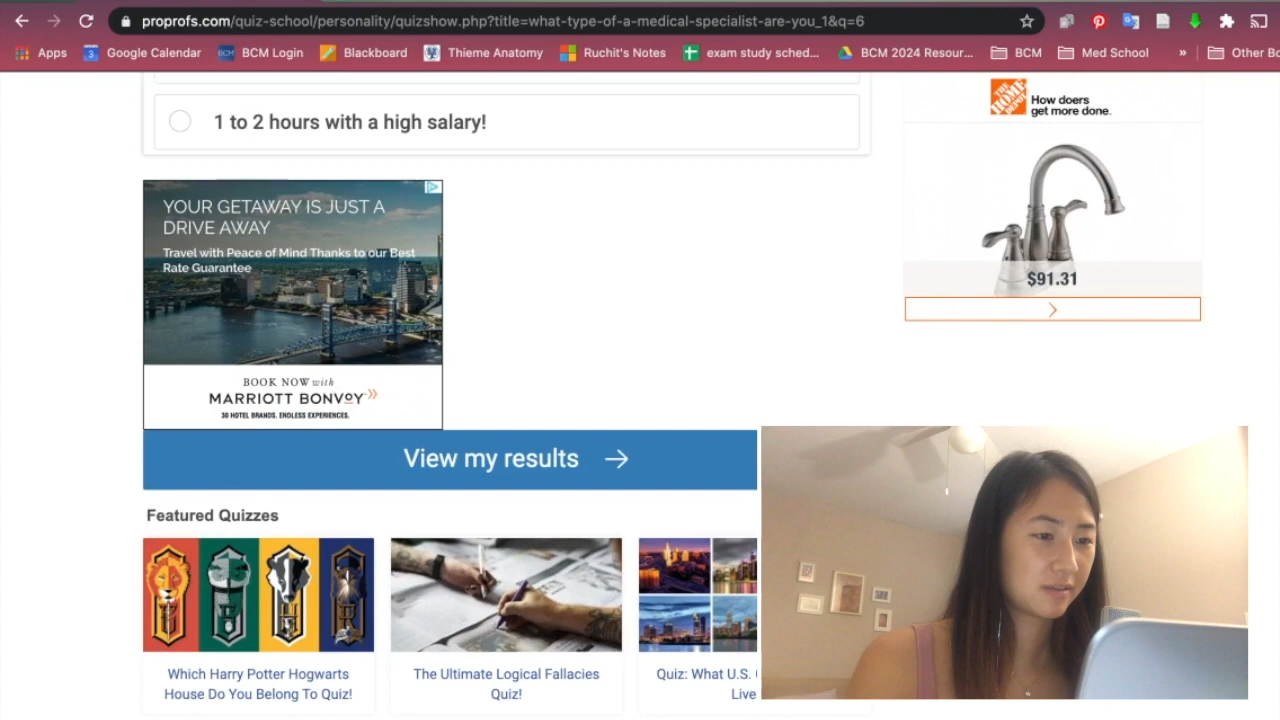 proprofs.com/quiz-school/personality/quizshow.php?title=what-type-of-a-medical-specialist-are-you_1&q=6
Apps
3
Google Calendar
BCM
BCM Login
Blackboard
Thieme Anatomy
Ruchit's Notes
exam study sched...
BCM 2024 Resour...
BCM
Med School
»
Other Bo
1 to 2 hours with a high salary!
THE HOME DEPOT
How doers
get more done.
$91.31
YOUR GETAWAY IS JUST A
DRIVE AWAY
Travel with Peace of Mind Thanks to our Best
Rate Guarantee
BOOK NOW with
MARRIOTT BONVOY
30 HOTEL BRANDS. ENDLESS EXPERIENCES.
View my results →
Featured Quizzes
Which Harry Potter Hogwarts
House Do You Belong To Quiz!
The Ultimate Logical Fallacies
Quiz!
Quiz: What U.S.
Live